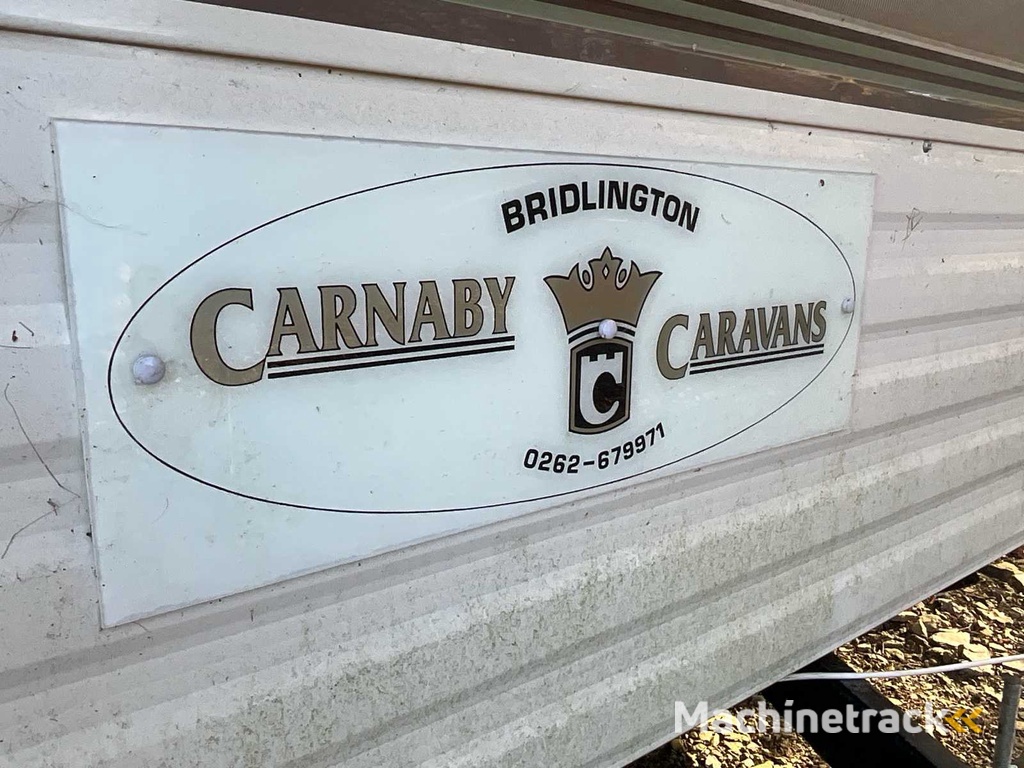 BRIDLINGTON
CARNABY CARAVANS
C
0262-679971
Machinetrack